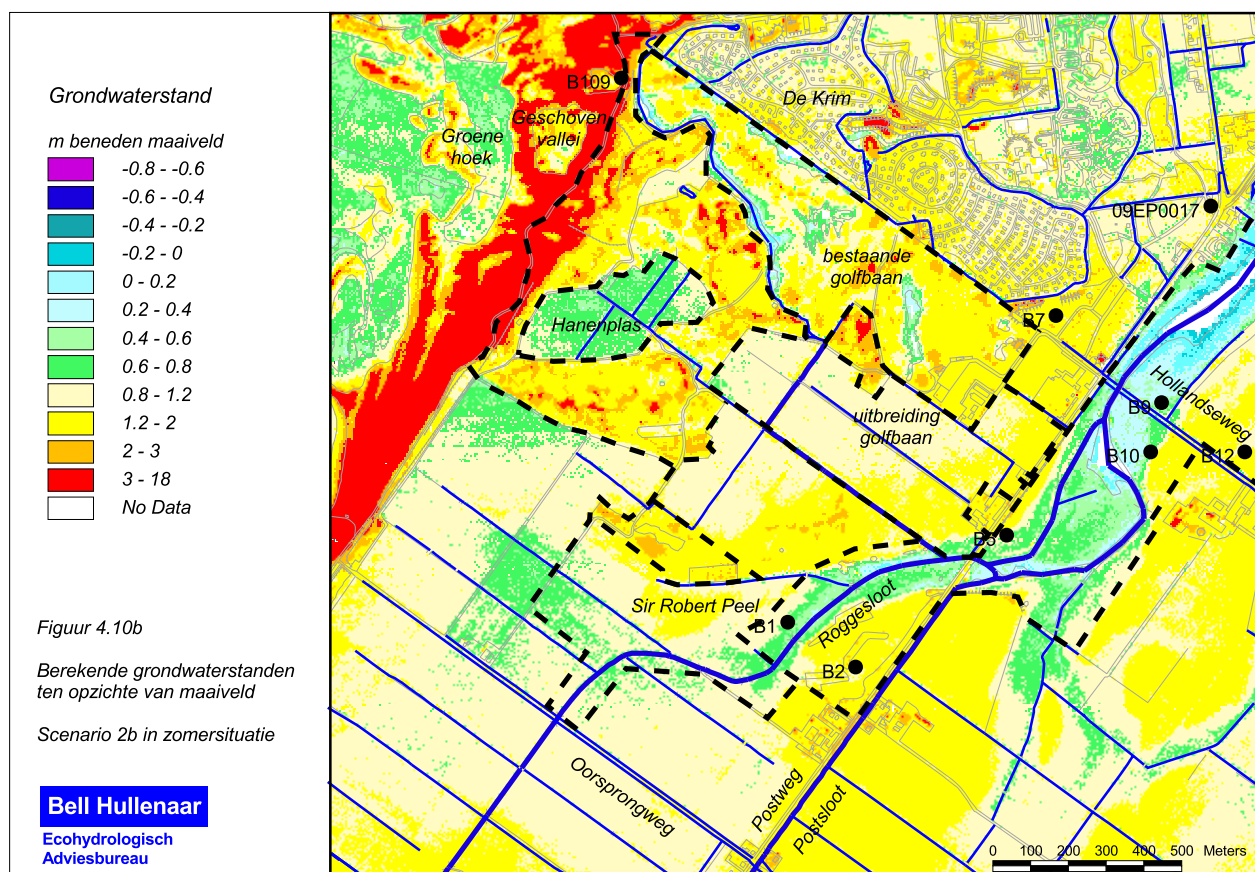 Grondwaterstand
m beneden maaiveld
-0.8 - -0.6
-0.6 - -0.4
-0.4 - -0.2
-0.2 - 0
0 - 0.2
0.2 - 0.4
0.4 - 0.6
0.6 - 0.8
0.8 - 1.2
1.2 - 2
2 - 3
3 - 18
No Data
Figuur 4.10b
Berekende grondwaterstanden
ten opzichte van maaiveld
Scenario 2b in zomersituatie
Bell Hullenaar
Ecohydrologisch
Adviesbureau
B109
De Krim
Geschoven
vallei
Groene
hoek
09EP0017
bestaande
golfbaan
Hanenplas
B7
Hollandseweg
B9
uitbreiding
golfbaan
B10
B12
B3
Sir Robert Peel
Roggesloot
B1
B2
Oorsprongweg
Postweg
Postsloot
0 100 200 300 400 500 Meters